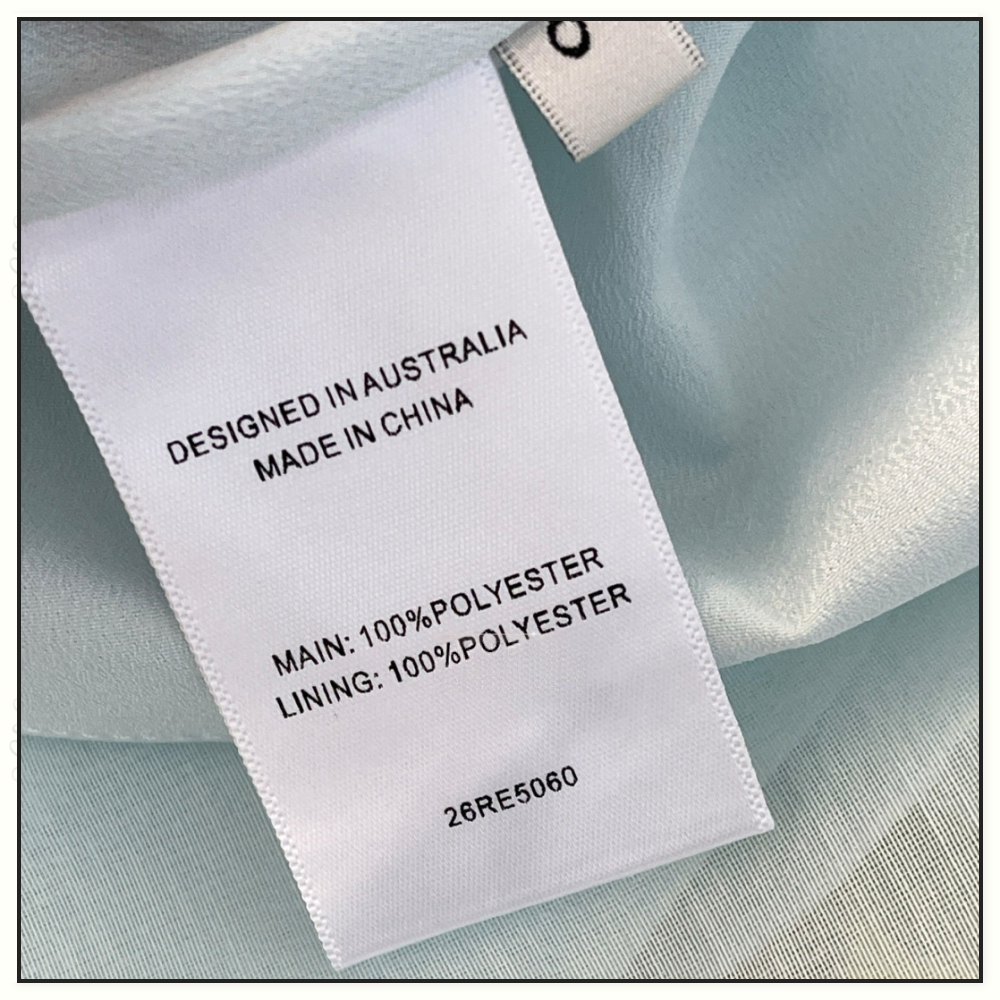 DESIGNED IN AUSTRALIA
MADE IN CHINA
MAIN: 100%POLYESTER
LINING: 100%POLYESTER
26RE5060